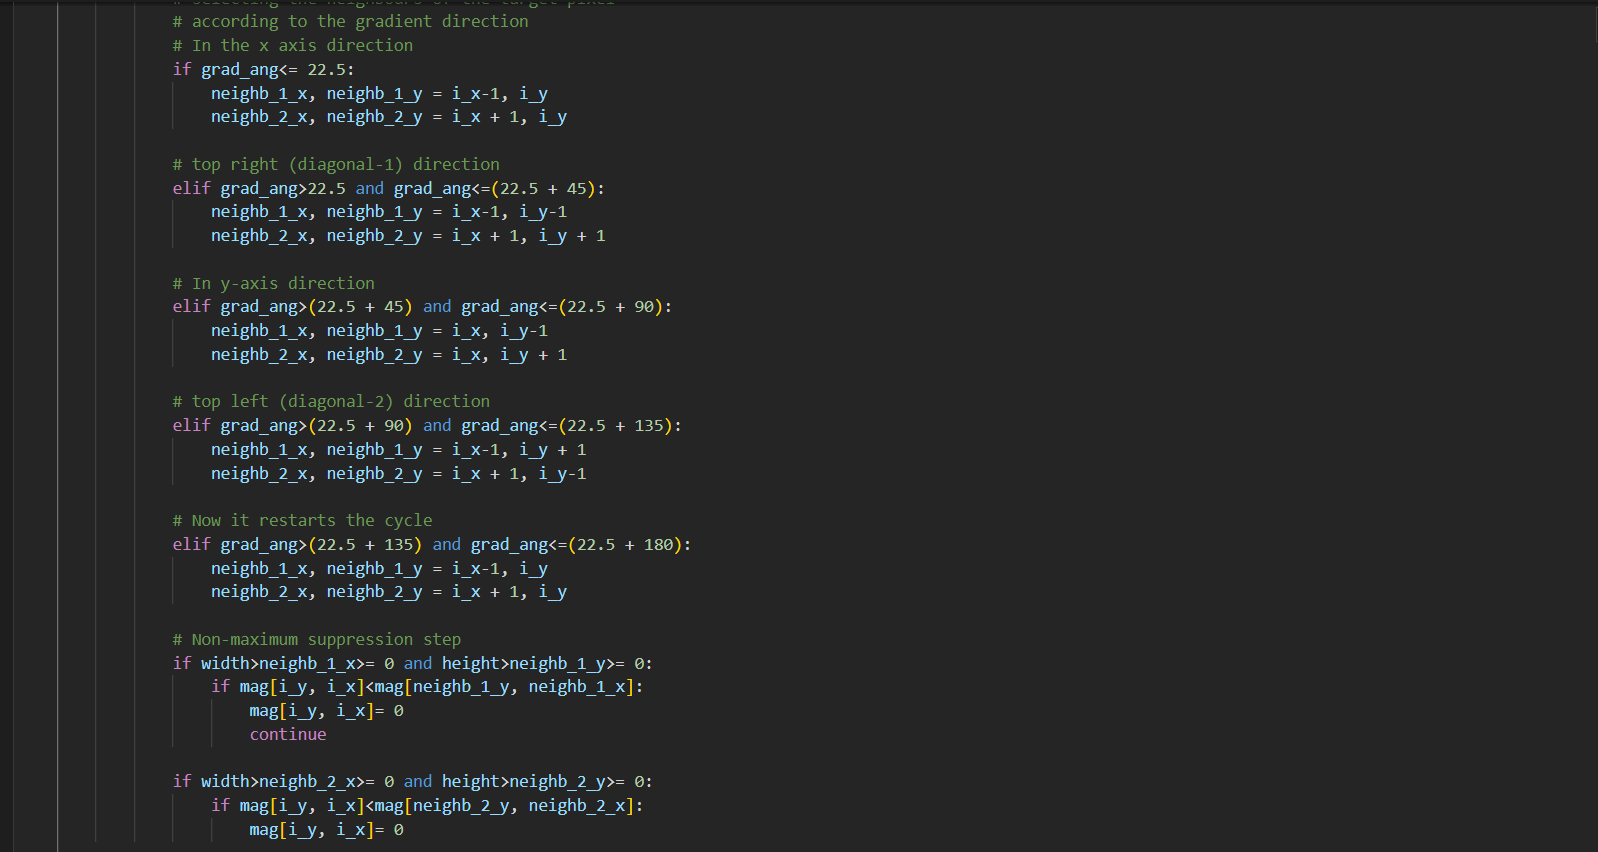 # selecting the neighbours of the target pixel
# according to the gradient direction
# In the x axis direction
if grad_ang<= 22.5:
neighb_1_x, neighb_1_y = i_x-1, i_y
neighb_2_x, neighb_2_y = i_x + 1, i_y
# top right (diagonal-1) direction
elif grad_ang>22.5 and grad_ang<=(22.5 + 45):
neighb_1_x, neighb_1_y = i_x-1, i_y-1
neighb_2_x, neighb_2_y = i_x + 1, i_y + 1
# In y-axis direction
elif grad_ang>(22.5 + 45) and grad_ang<=(22.5 + 90):
neighb_1_x, neighb_1_y = i_x, i_y-1
neighb_2_x, neighb_2_y = i_x, i_y + 1
# top left (diagonal-2) direction
elif grad_ang>(22.5 + 90) and grad_ang<=(22.5 + 135):
neighb_1_x, neighb_1_y = i_x-1, i_y + 1
neighb_2_x, neighb_2_y = i_x + 1, i_y-1
# Now it restarts the cycle
elif grad_ang>(22.5 + 135) and grad_ang<=(22.5 + 180):
neighb_1_x, neighb_1_y = i_x-1, i_y
neighb_2_x, neighb_2_y = i_x + 1, i_y
# Non-maximum suppression step
if width>neighb_1_x>= 0 and height>neighb_1_y>= 0:
if mag[i_y, i_x]<mag[neighb_1_y, neighb_1_x]:
mag[i_y, i_x]= 0
continue
if width>neighb_2_x>= 0 and height>neighb_2_y>= 0:
if mag[i_y, i_x]<mag[neighb_2_y, neighb_2_x]:
mag[i_y, i_x]= 0